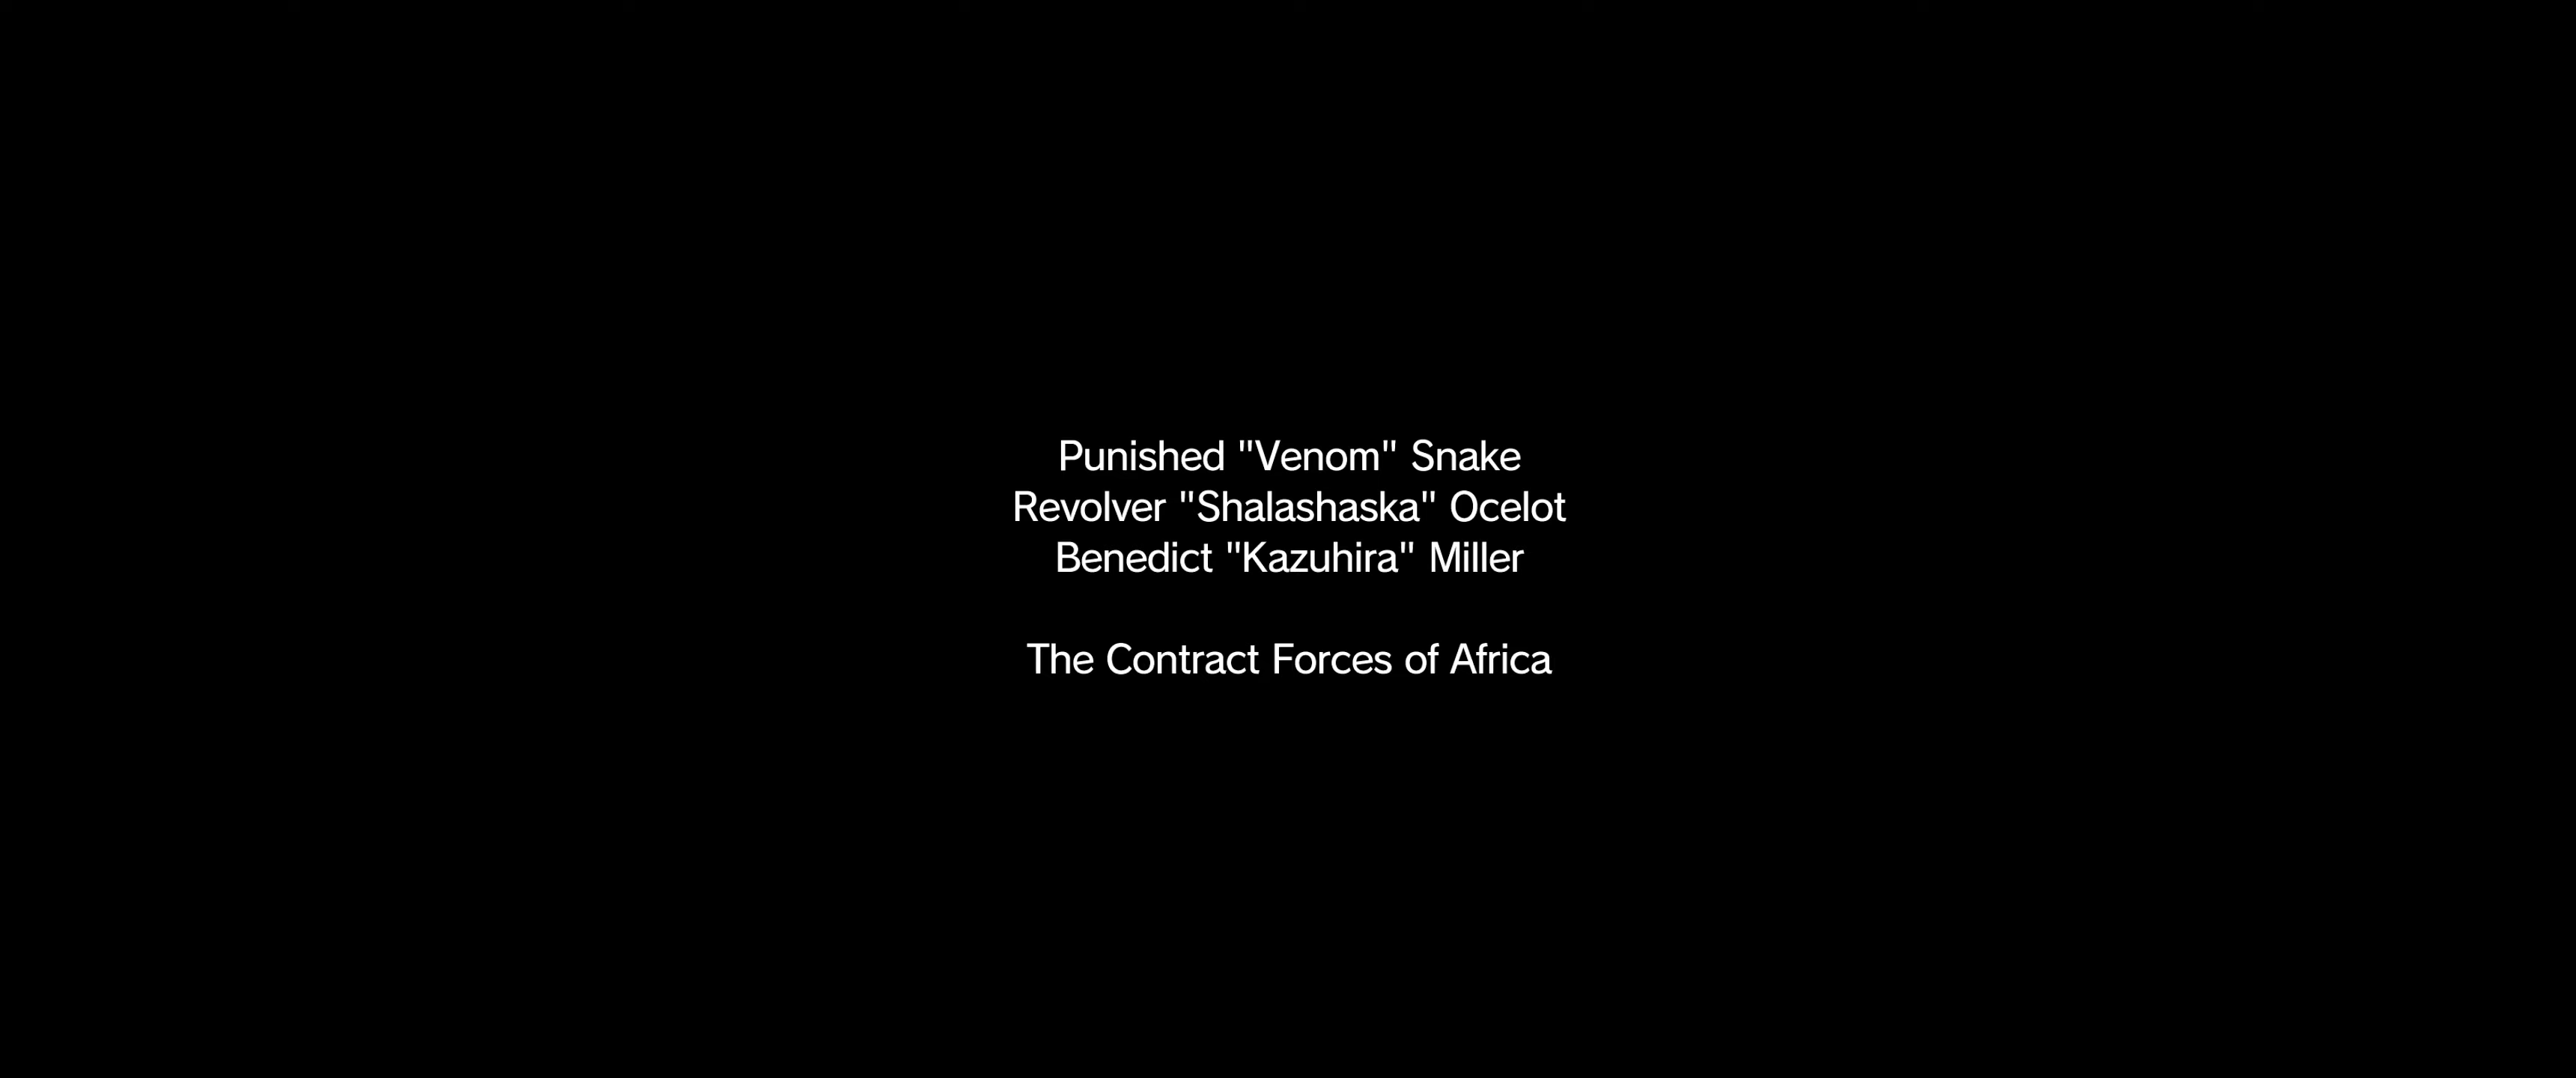 Punished "Venom" Snake
Revolver "Shalashaska" Ocelot
Benedict "Kazuhira" Miller
The Contract Forces of Africa